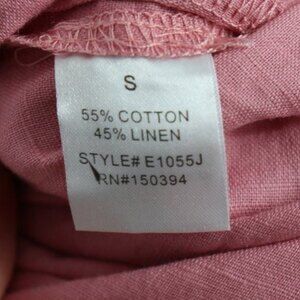 S
55% COTTON
45% LINEN
STYLE# E1055J
RN#150394